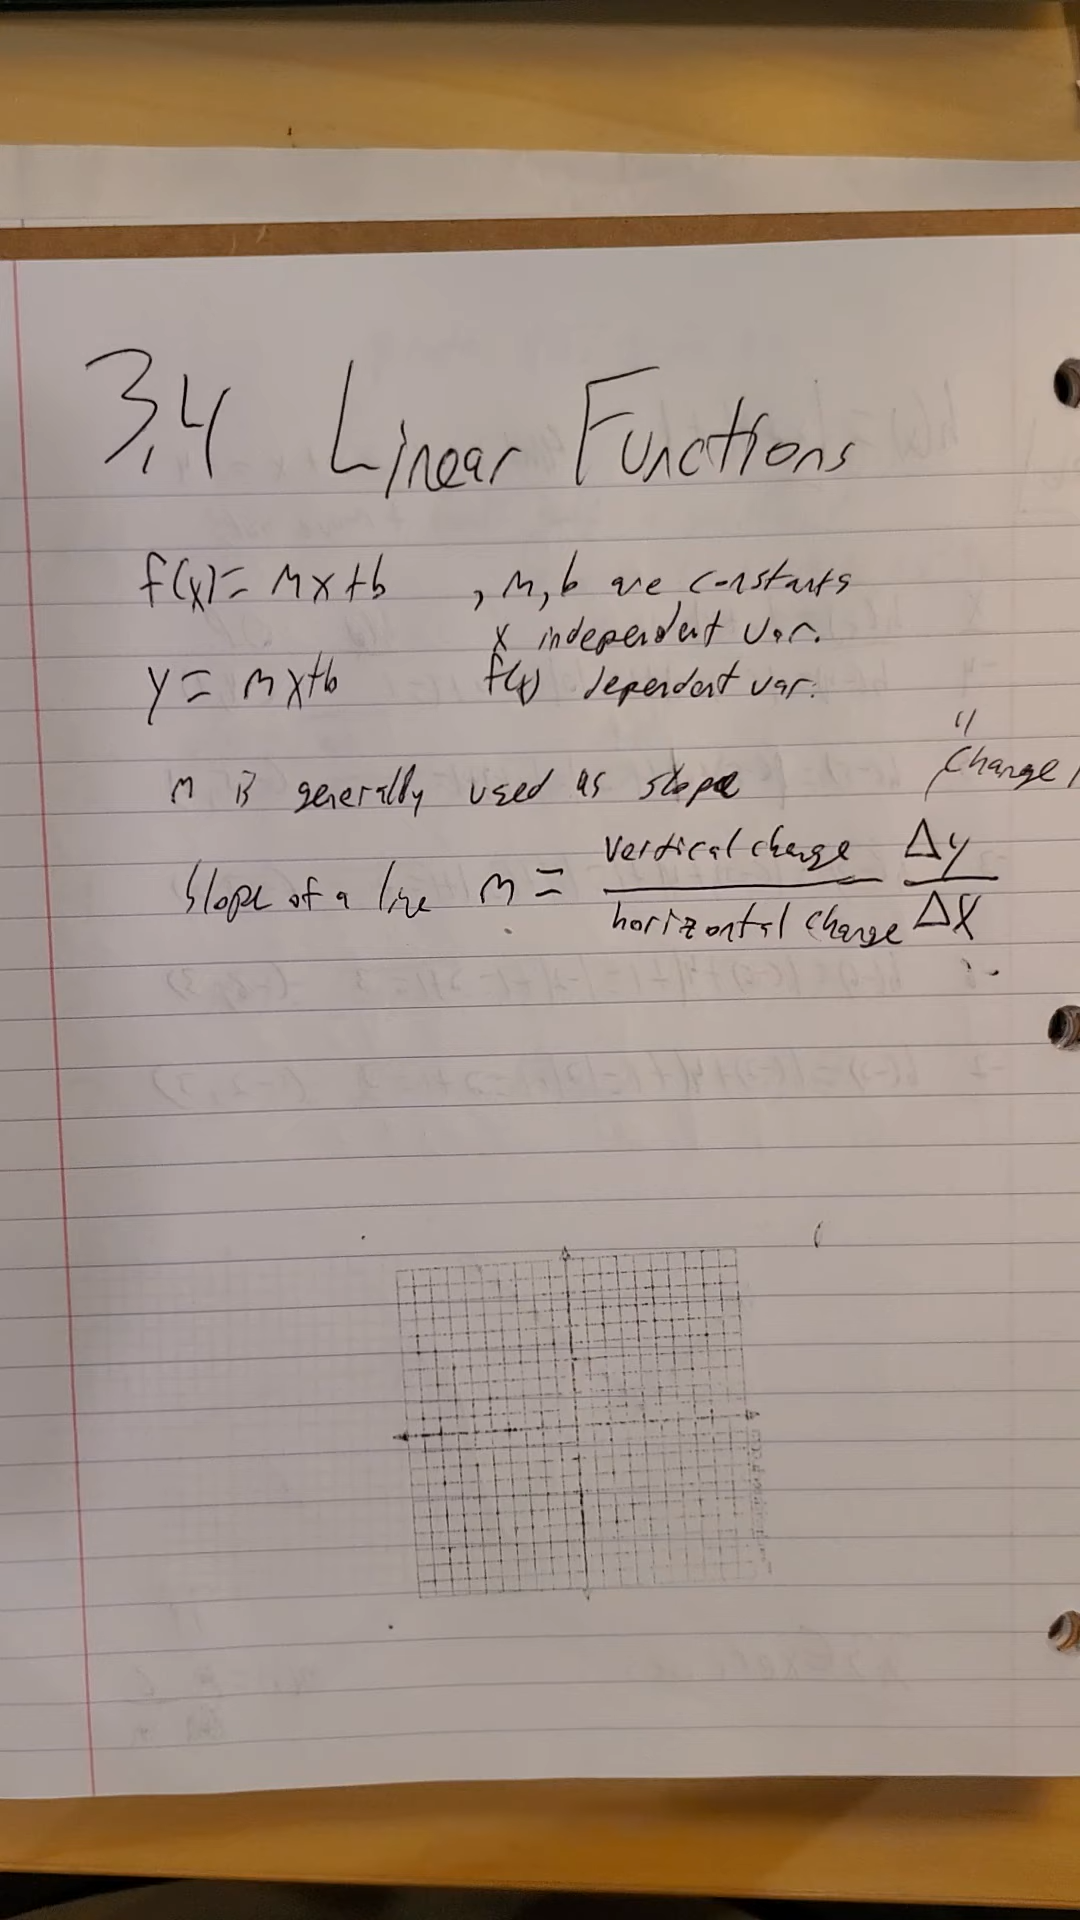 3.4 Linear Functions
f(x) = mx+b , m, b are constants
x independent var.
y = mx+b f(x) dependent var.
"
Change
m is generally used as slope
Slope of a line m = vertical change / horizontal change Δy / Δx